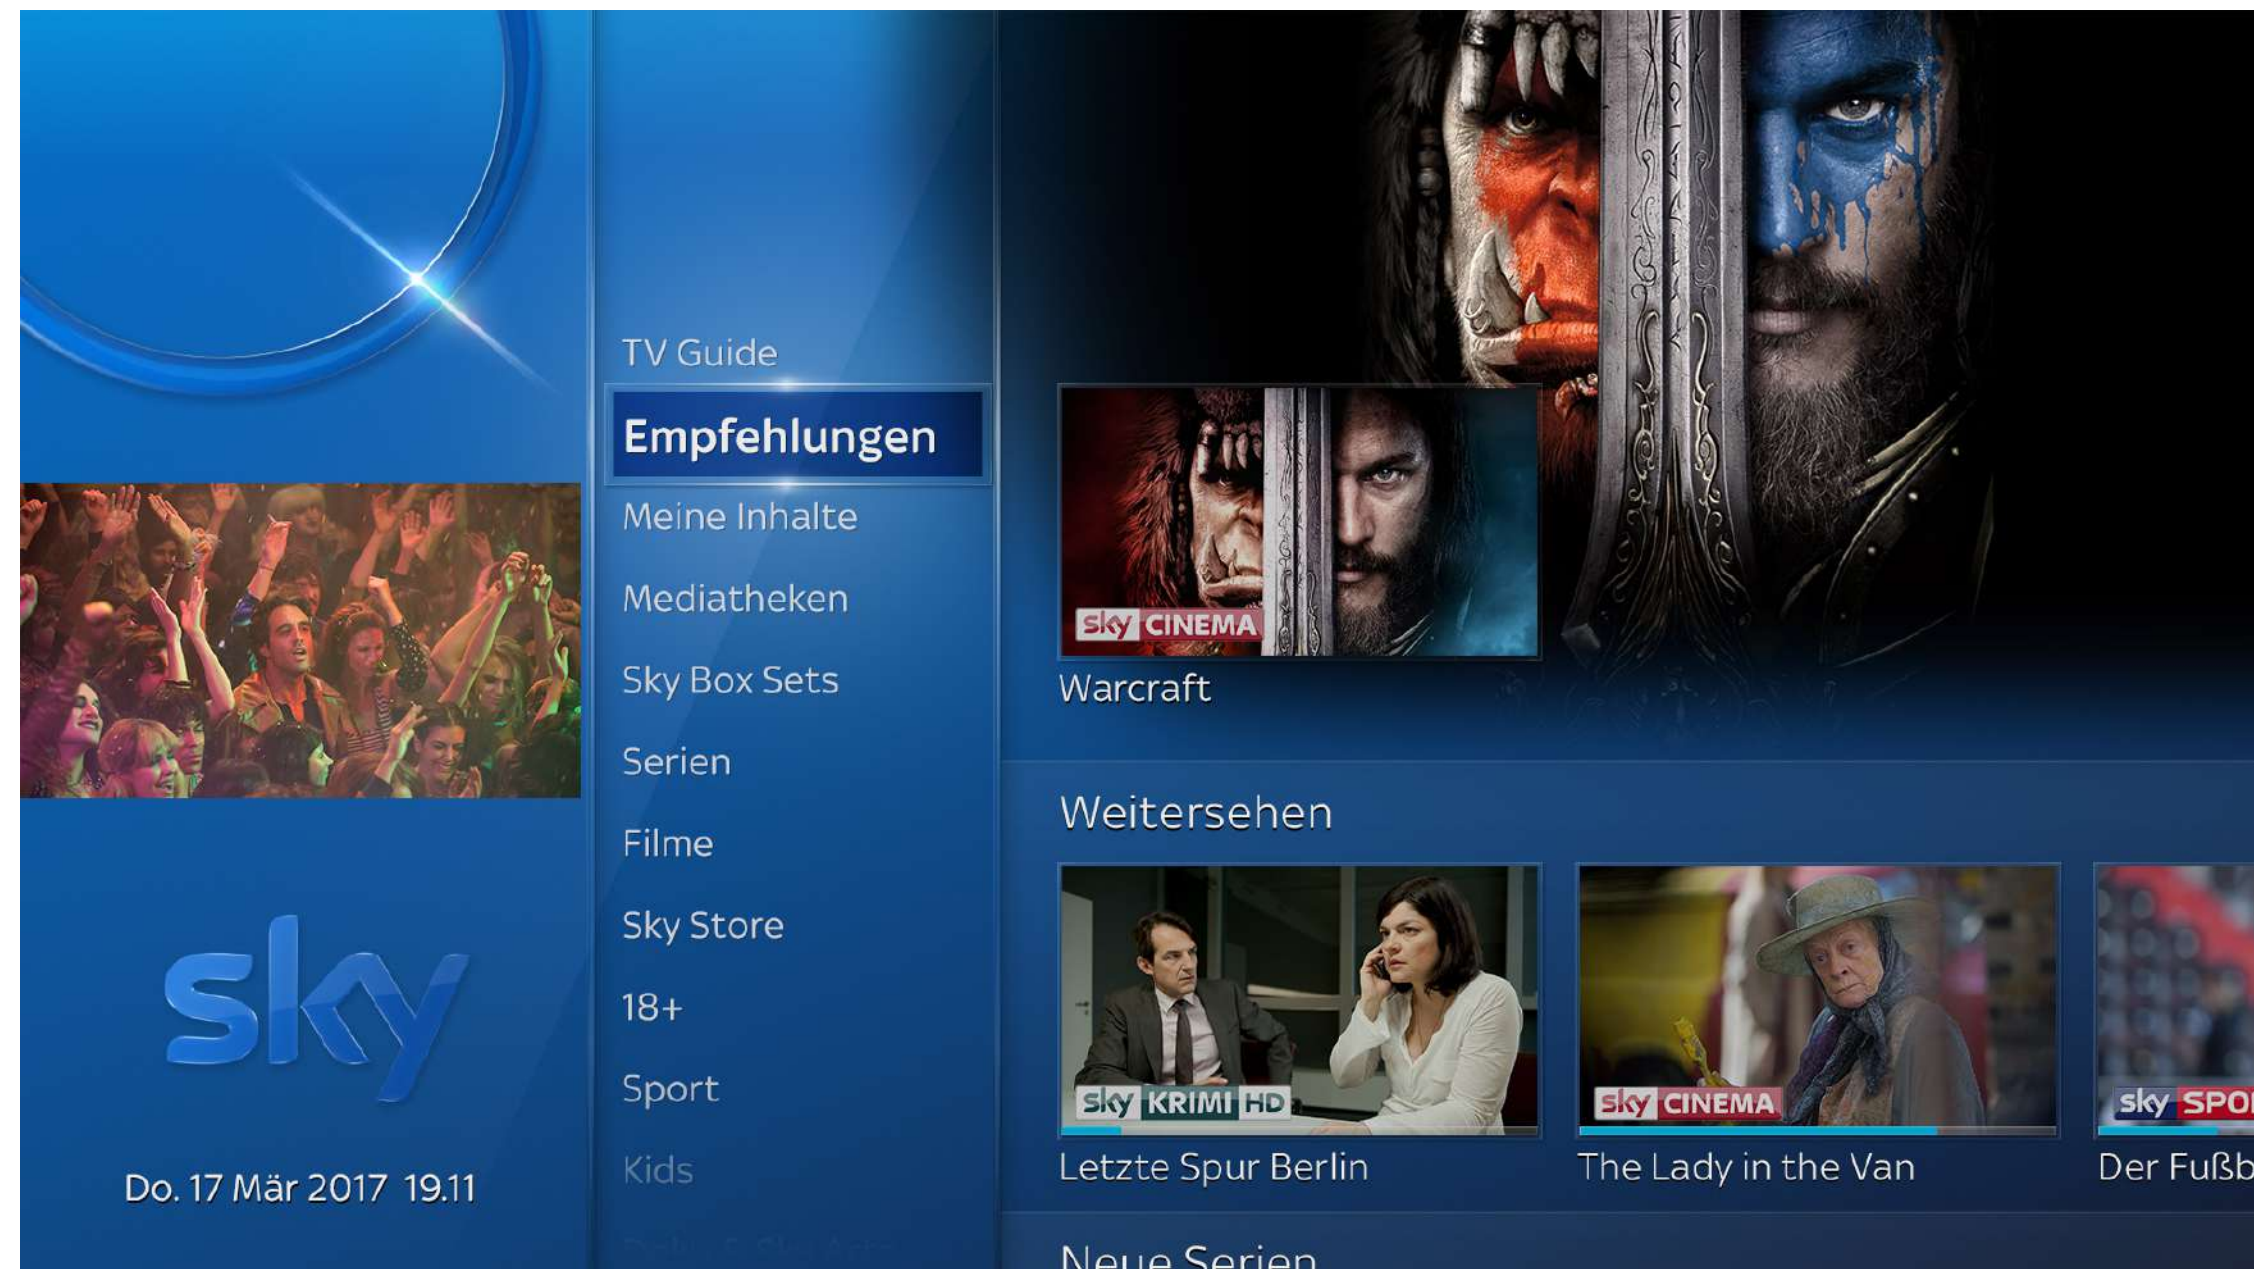 sky
Do. 17 Mär 2017 19.11
TV Guide
Empfehlungen
Meine Inhalte
Mediatheken
Sky Box Sets
Serien
Filme
Sky Store
18+
Sport
Kids
sky CINEMA
Warcraft
Weitersehen
sky KRIMI HD
Letzte Spur Berlin
sky CINEMA
The Lady in the Van
sky
Der
Neue Serien